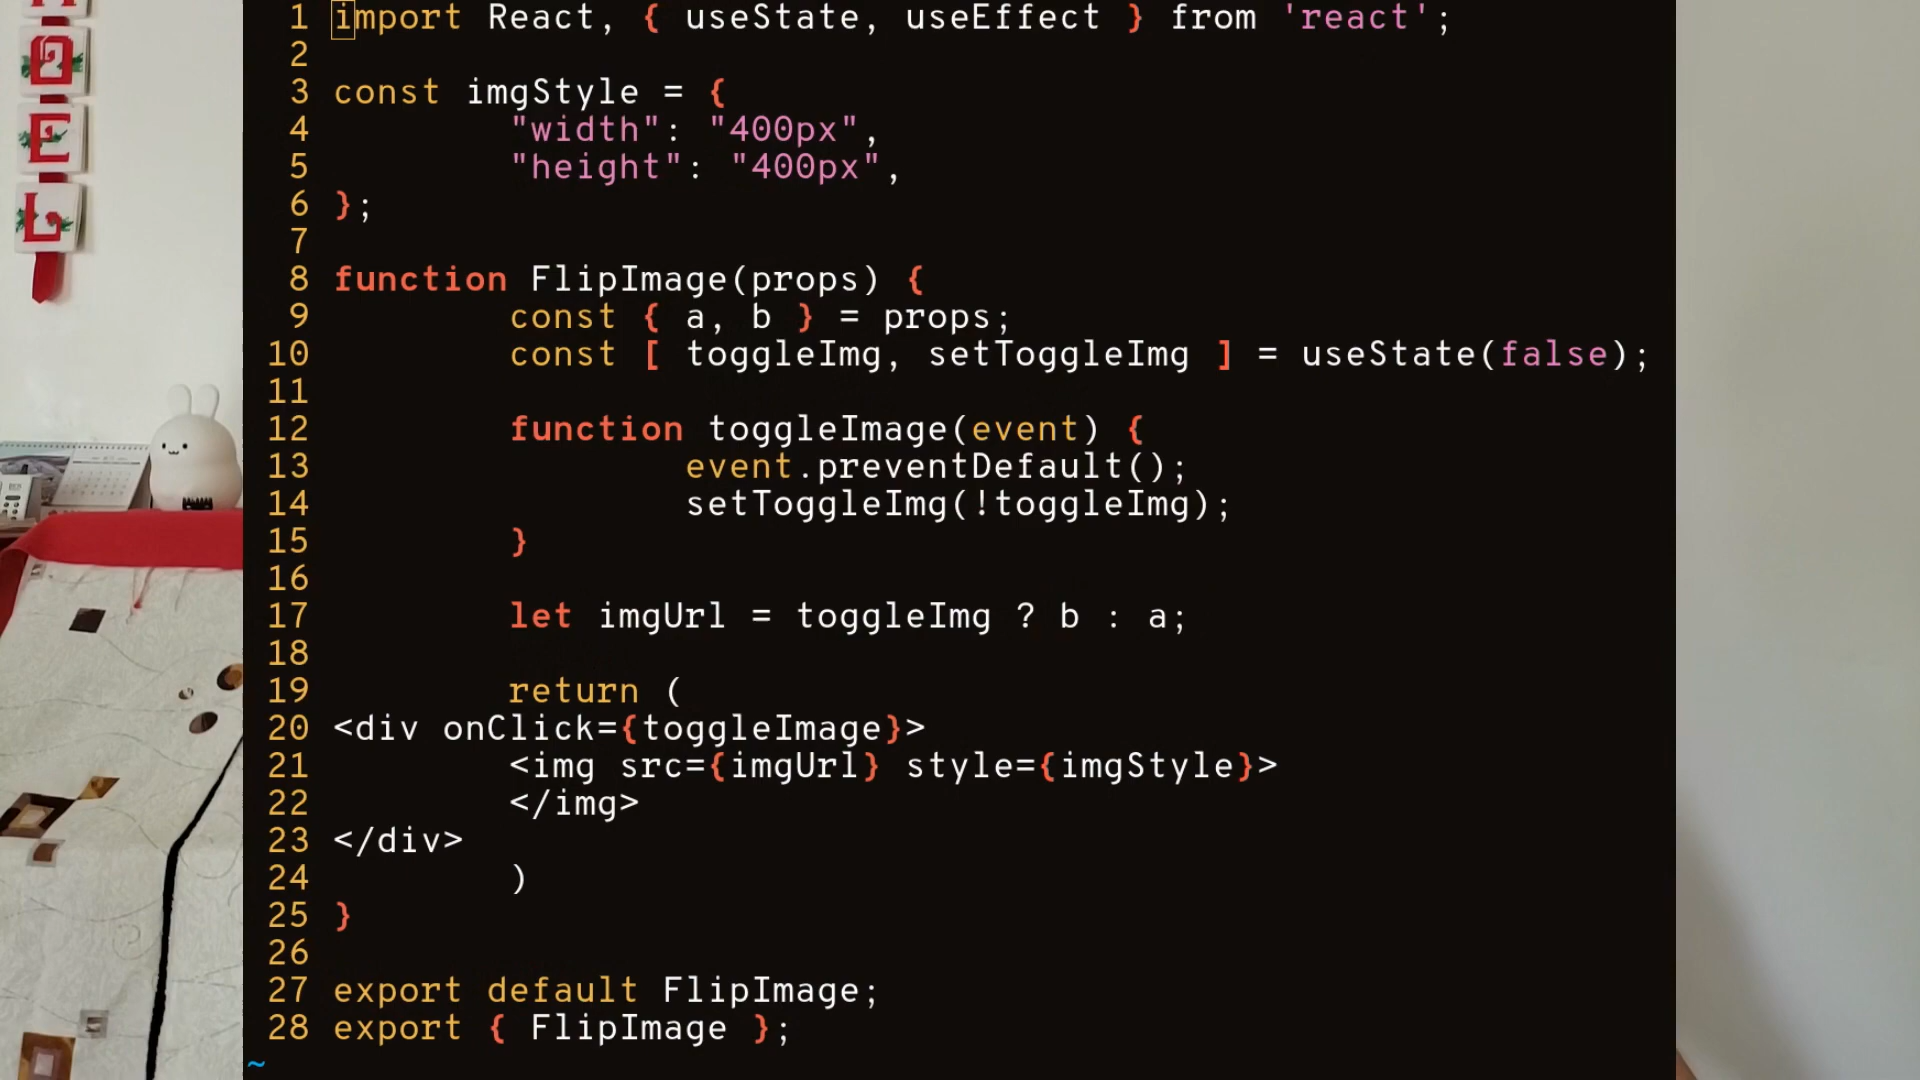 O
E
L
1 import React, { useState, useEffect } from 'react';
2
3 const imgStyle = {
4         "width": "400px",
5         "height": "400px",
6 };
7
8 function FlipImage(props) {
9         const { a, b } = props;
10         const [ toggleImg, setToggleImg ] = useState(false);
11
12         function toggleImage(event) {
13                 event.preventDefault();
14                 setToggleImg(!toggleImg);
15         }
16
17         let imgUrl = toggleImg ? b : a;
18
19         return (
20 <div onClick={toggleImage}>
21         <img src={imgUrl} style={imgStyle}>
22         </img>
23 </div>
24         )
25 }
26
27 export default FlipImage;
28 export { FlipImage };
~